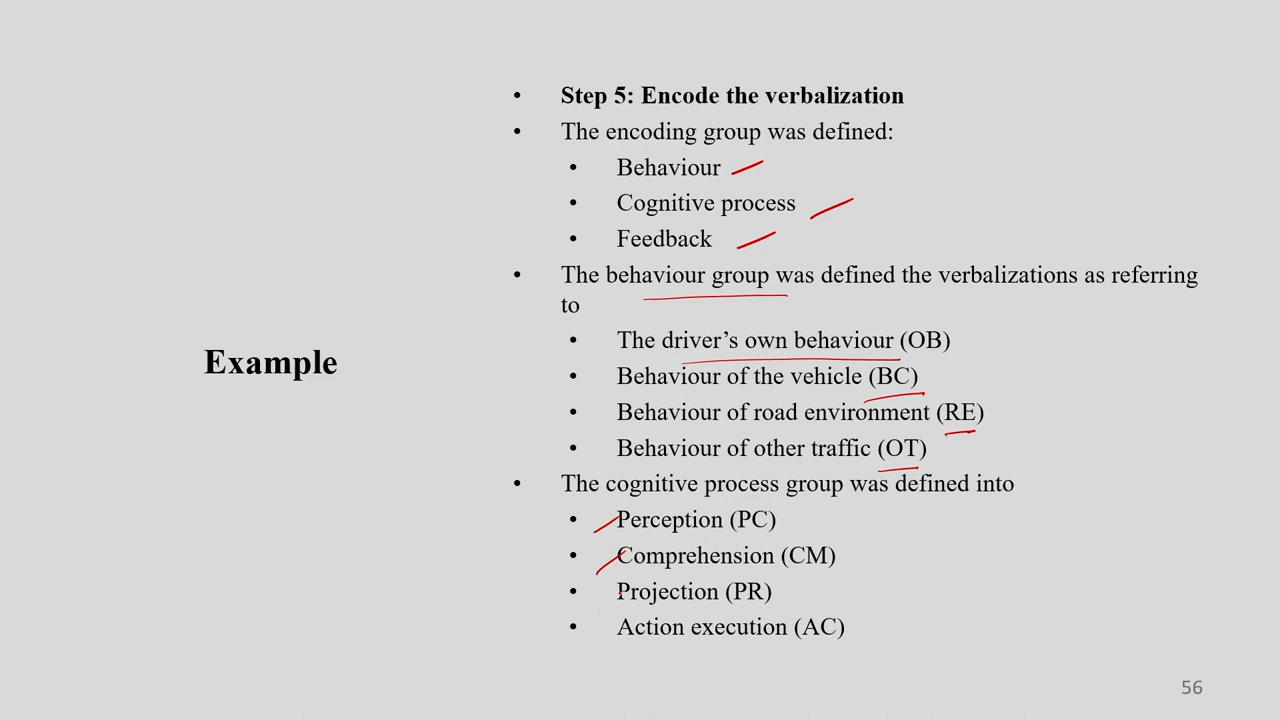 Example
• Step 5: Encode the verbalization
• The encoding group was defined:
• Behaviour
• Cognitive process
• Feedback
• The behaviour group was defined the verbalizations as referring
to
• The driver's own behaviour (OB)
• Behaviour of the vehicle (BC)
• Behaviour of road environment (RE)
• Behaviour of other traffic (OT)
• The cognitive process group was defined into
• Perception (PC)
• Comprehension (CM)
• Projection (PR)
• Action execution (AC)
56